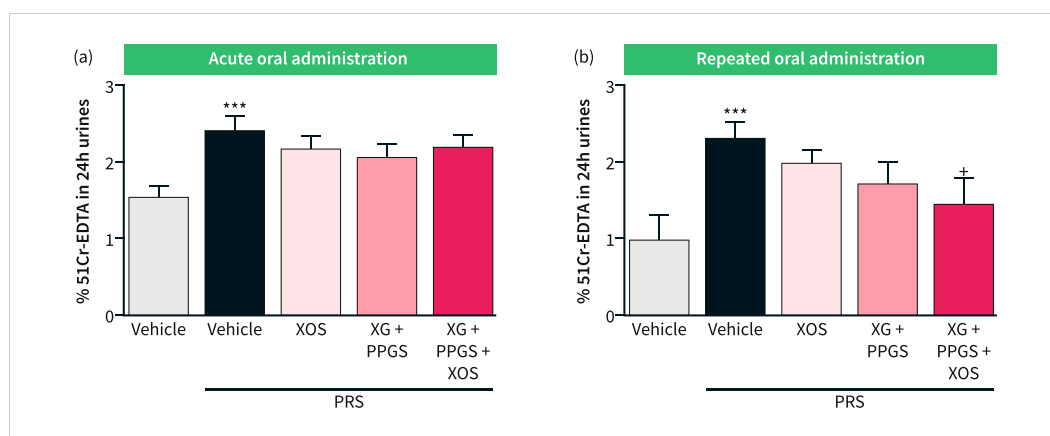 (a)
Acute oral administration
% 51Cr-EDTA in 24h urines
3
2
1
0
***
Vehicle
Vehicle
XOS
XG +
PPGS
XG +
PPGS +
XOS
PRS
(b)
Repeated oral administration
% 51Cr-EDTA in 24h urines
3
2
1
0
***
+
Vehicle
Vehicle
XOS
XG +
PPGS
XG +
PPGS +
XOS
PRS